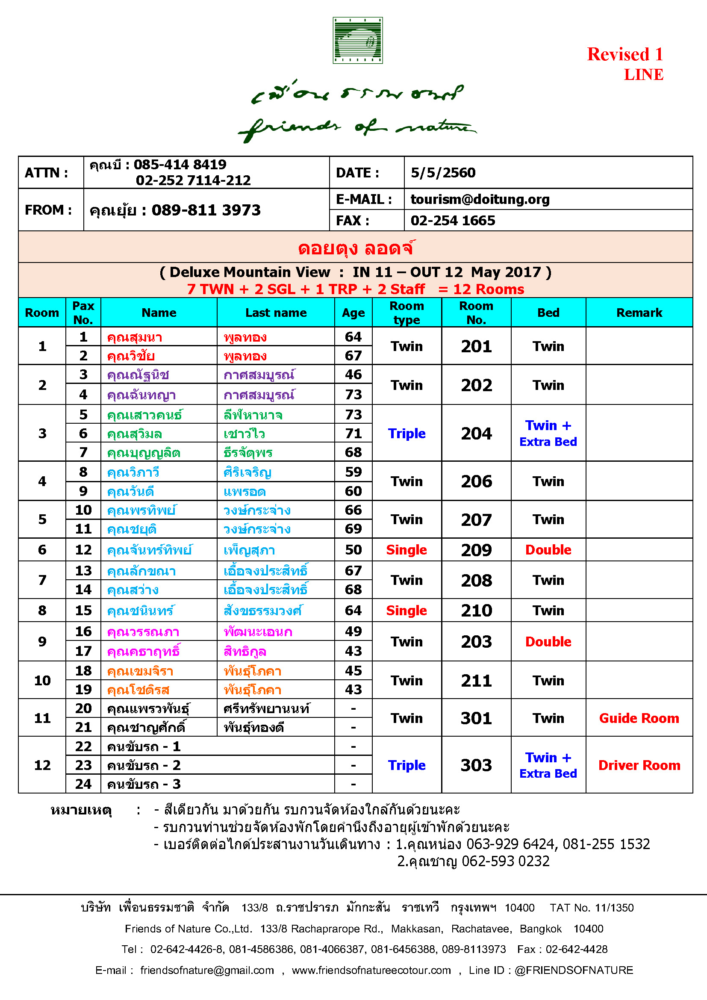 Revised 1
LINE
เพื่อนธรรมชาติ
friends of nature
ATTN : คุณบี : 085-414 8419 DATE : 5/5/2560
02-252 7114-212
FROM : คุณยุ้ย : 089-811 3973 E-MAIL : tourism@doitung.org
FAX : 02-254 1665
ดอยตุง ลอดจ์
( Deluxe Mountain View : IN 11 – OUT 12 May 2017 )
7 TWN + 2 SGL + 1 TRP + 2 Staff = 12 Rooms
Room Pax No. Name Last name Age Room type Room No. Bed Remark
1 1 คุณสุมนา พูลทอง 64 Twin 201 Twin
2 คุณวิชัย พูลทอง 67
2 3 คุณณัฐนิช กาศสมบูรณ์ 46 Twin 202 Twin
4 คุณฉันทญา กาศสมบูรณ์ 73
3 5 คุณเสาวคนธ์ ลีฬหานาจ 73 Triple 204 Twin + Extra Bed
6 คุณสุวิมล เชาว์ไว 71
7 คุณบุญญลิต ธีรจัตุพร 68
4 8 คุณวิภาวี ศิริเจริญ 59 Twin 206 Twin
9 คุณวันดี แพรอด 60
5 10 คุณพรทิพย์ วงษ์กระจ่าง 66 Twin 207 Twin
11 คุณชยุติ วงษ์กระจ่าง 69
6 12 คุณจันทร์ทิพย์ เพ็ญสุภา 50 Single 209 Double
7 13 คุณลักขณา เอื้อจงประสิทธิ์ 67 Twin 208 Twin
14 คุณสว่าง เอื้อจงประสิทธิ์ 68
8 15 คุณชนินทร์ สังขธรรมวงศ์ 64 Single 210 Twin
9 16 คุณวรรณภา พัฒนะเอนก 49 Twin 203 Double
17 คุณคธาฤทธิ์ สิทธิกูล 43
10 18 คุณเขมจิรา พันธุ์โภคา 45 Twin 211 Twin
19 คุณโชติรส พันธุ์โภคา 43
11 20 คุณแพรวพันธุ์ ศรีทรัพยานนท์ - Twin 301 Twin Guide Room
21 คุณชาญศักดิ์ พันธุ์ทองดี -
12 22 คนขับรถ - 1 - Triple 303 Twin + Extra Bed Driver Room
23 คนขับรถ - 2 -
24 คนขับรถ - 3 -
หมายเหตุ : - สีเดียวกัน มาด้วยกัน รบกวนจัดห้องใกล้กันด้วยนะคะ
- รบกวนท่านช่วยจัดห้องพักโดยคำนึงถึงอายุผู้เข้าพักด้วยนะคะ
- เบอร์ติดต่อไกด์ประสานงานวันเดินทาง : 1.คุณหน่อง 063-929 6424, 081-255 1532
2.คุณชาญ 062-593 0232
บริษัท เพื่อนธรรมชาติ จำกัด 133/8 ถ.ราชปรารภ มักกะสัน ราชเทวี กรุงเทพฯ 10400 TAT No. 11/1350
Friends of Nature Co.,Ltd. 133/8 Rachaprarope Rd., Makkasan, Rachatavee, Bangkok 10400
Tel : 02-642-4426-8, 081-4586386, 081-4066387, 081-6456388, 089-8113973 Fax : 02-642-4428
E-mail : friendsofnature@gmail.com , www.friendsofnatureecotour.com , Line ID : @FRIENDSOFNATURE